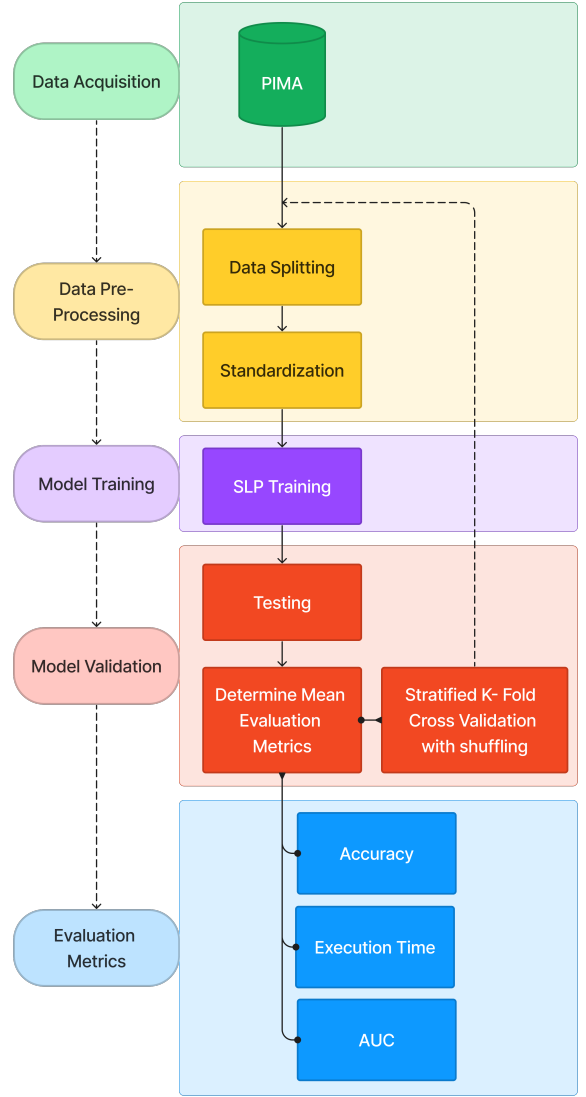 Data Acquisition
PIMA
Data Pre-
Processing
Data Splitting
Standardization
Model Training
SLP Training
Model Validation
Testing
Determine Mean
Evaluation
Metrics
Stratified K- Fold
Cross Validation
with shuffling
Evaluation
Metrics
Accuracy
Execution Time
AUC